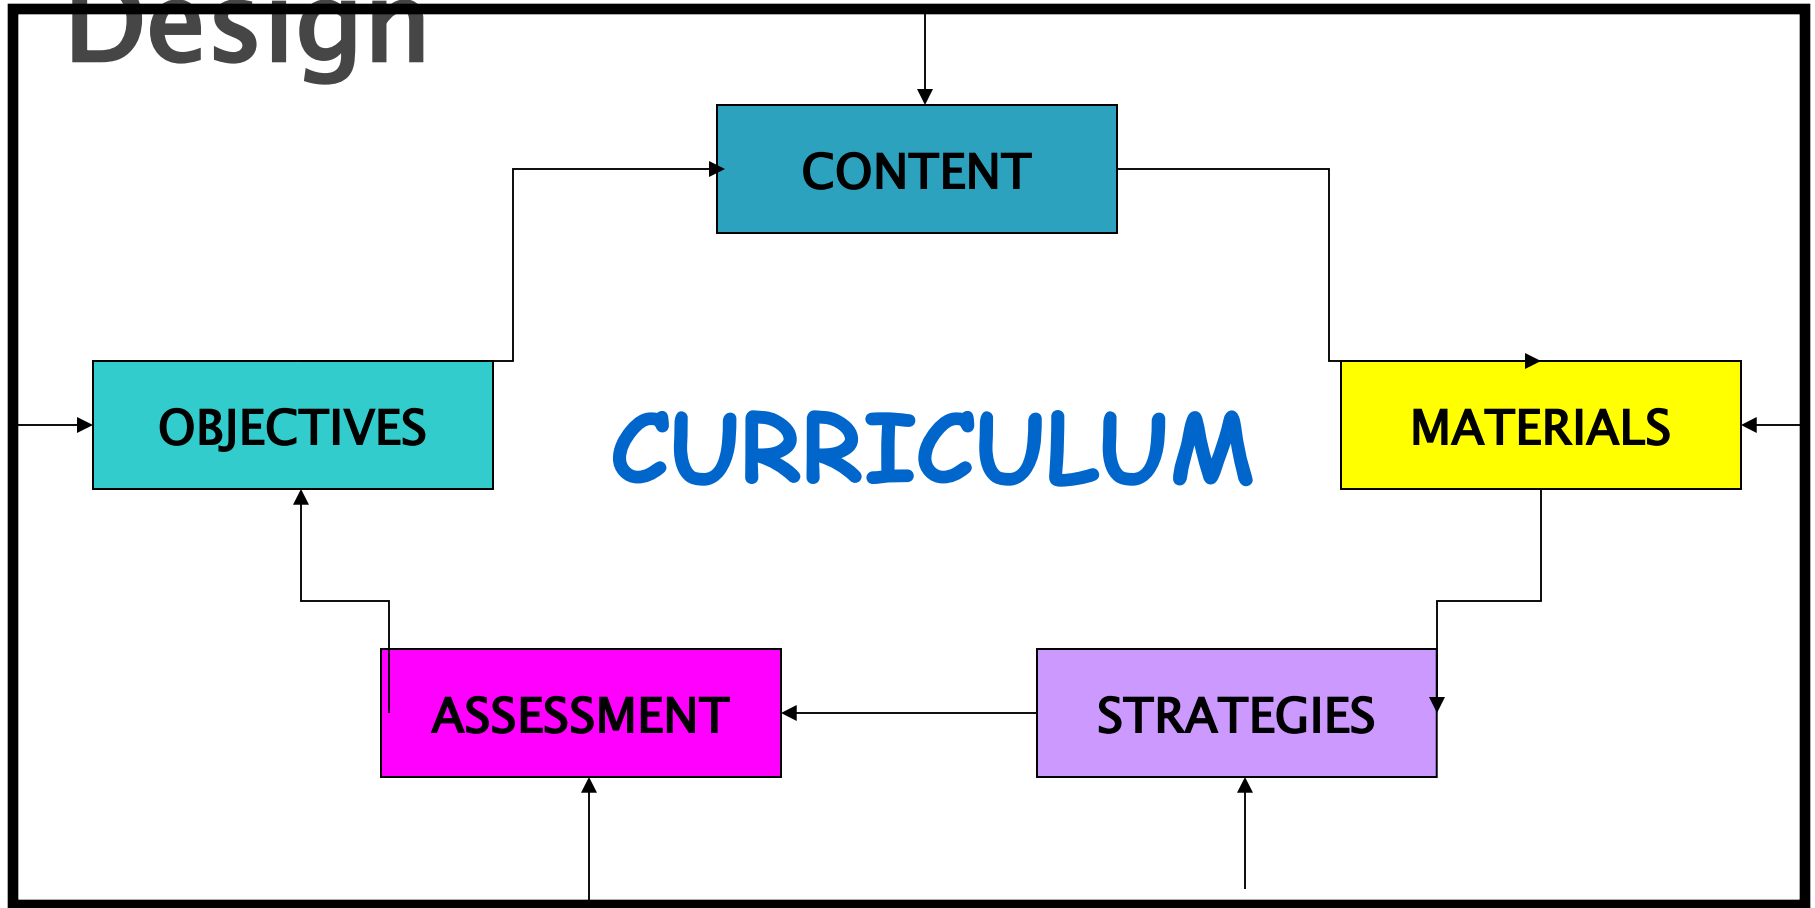 Design
CONTENT
OBJECTIVES
CURRICULUM
MATERIALS
ASSESSMENT
STRATEGIES